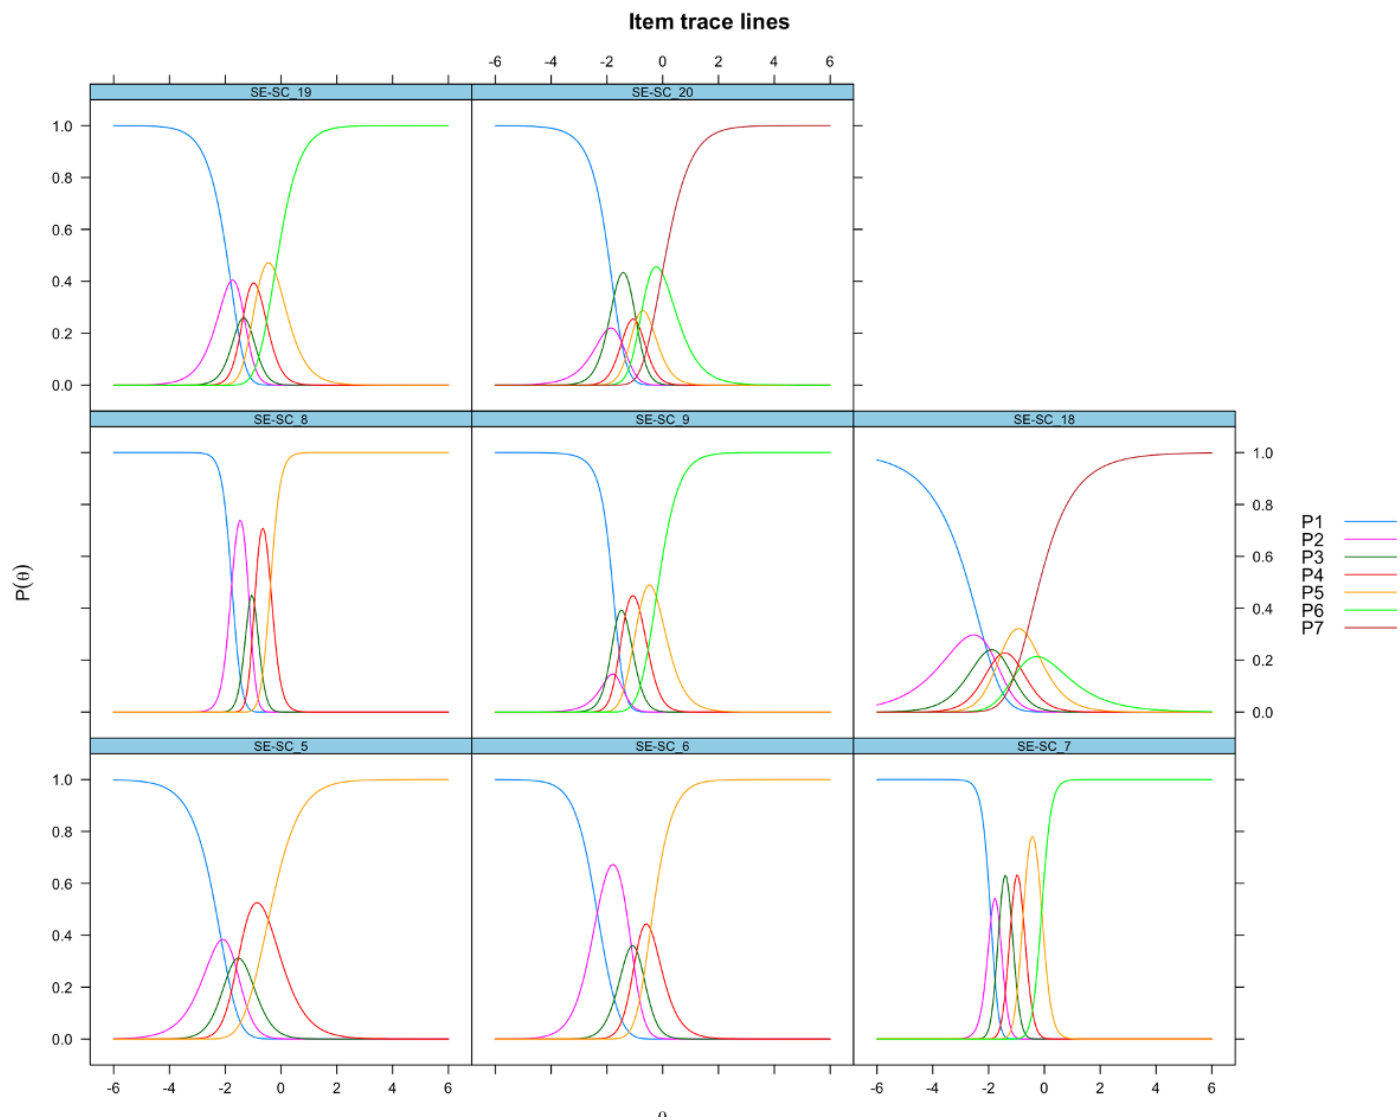 Item trace lines
-6 -4 -2 0 2 4 6
SE-SC_19 SE-SC_20
1.0
0.8
0.6
0.4
0.2
0.0
SE-SC_8 SE-SC_9 SE-SC_18
1.0
0.8
0.6
0.4
0.2
0.0
P(θ)
P1
P2
P3
P4
P5
P6
P7
SE-SC_5 SE-SC_6 SE-SC_7
1.0
0.8
0.6
0.4
0.2
0.0
-6 -4 -2 0 2 4 6 -6 -4 -2 0 2 4 6